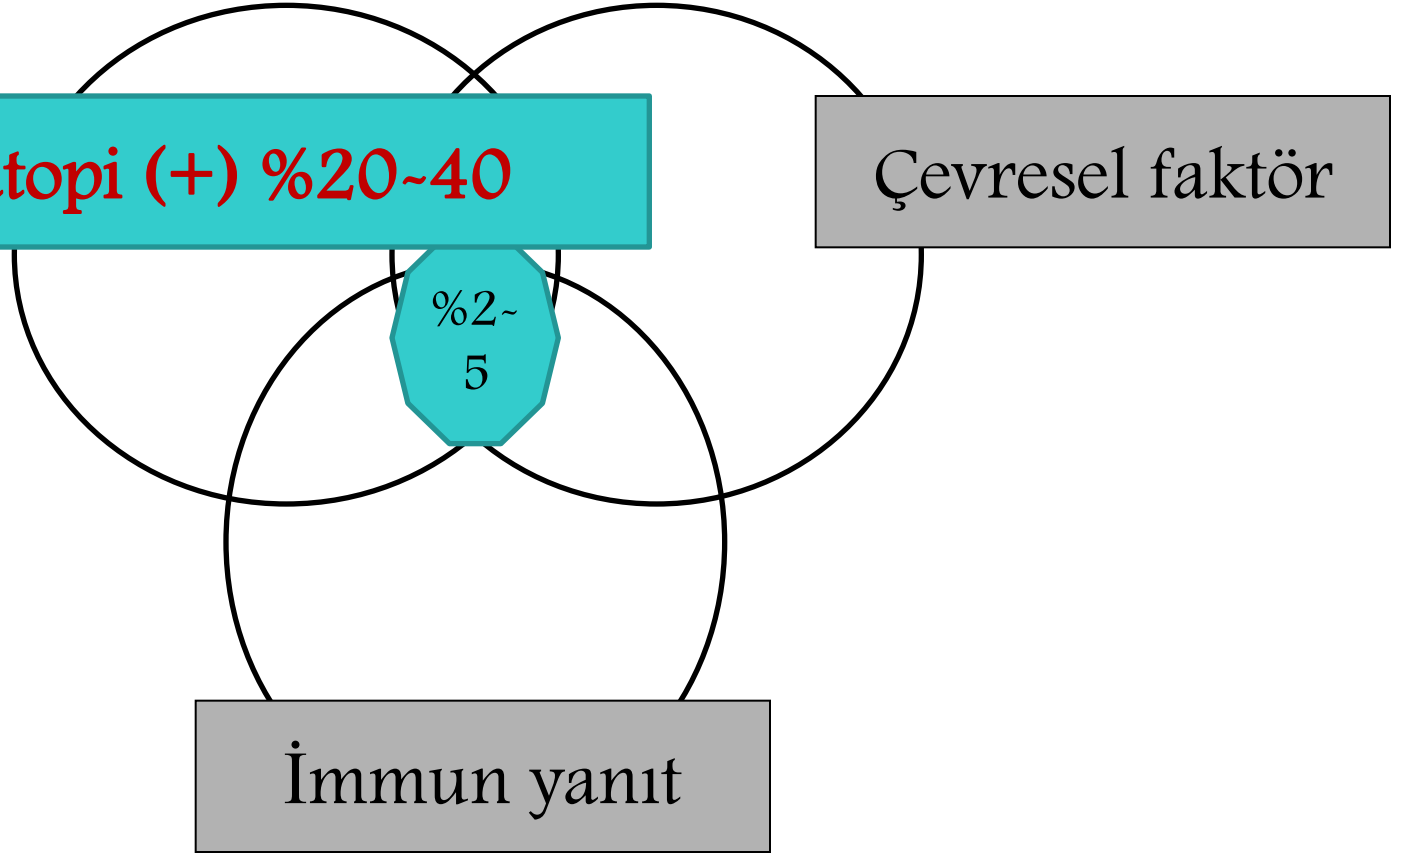 topi (+) %20~40
Çevresel faktör
%2~
5
İmmun yanıt